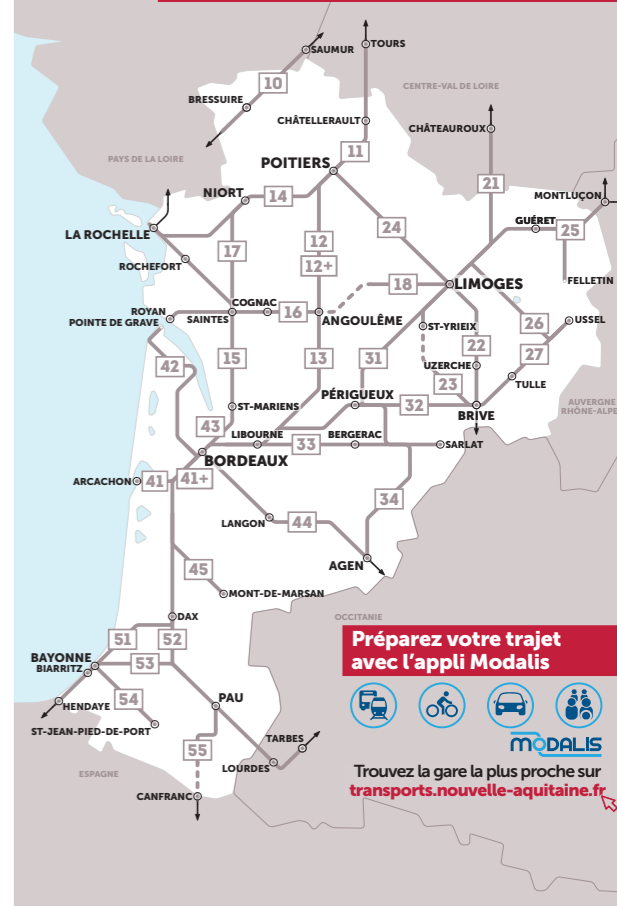 SAUMUR
TOURS
10
CENTRE-VAL DE LOIRE
BRESSUIRE
CHÂTELLERAULT
CHÂTEAUROUX
PAYS DE LA LOIRE
11
POITIERS
21
NIORT
14
MONTLUÇON
GUÉRET
25
LA ROCHELLE
17
12
24
12+
ROCHEFORT
18
LIMOGES
FELLETIN
ROYAN
POINTE DE GRAVE
COGNAC
16
SAINTES
ANGOULÊME
ST-YRIEIX
26
USSEL
42
15
13
31
22
27
UZERCHE
23
TULLE
PÉRIGUEUX
32
BRIVE
AUVERGNE
RHÔNE-ALPE
ST-MARIENS
43
LIBOURNE
33
BERGERAC
SARLAT
BORDEAUX
ARCACHON
41
41+
34
LANGON
44
AGEN
45
MONT-DE-MARSAN
DAX
OCCITANIE
51
52
BAYONNE
BIARRITZ
53
54
HENDAYE
ST-JEAN-PIED-DE-PORT
PAU
55
TARBES
LOURDES
ESPAGNE
CANFRANC
Préparez votre trajet
avec l'appli Modalis
MODALIS
Trouvez la gare la plus proche sur
transports.nouvelle-aquitaine.fr